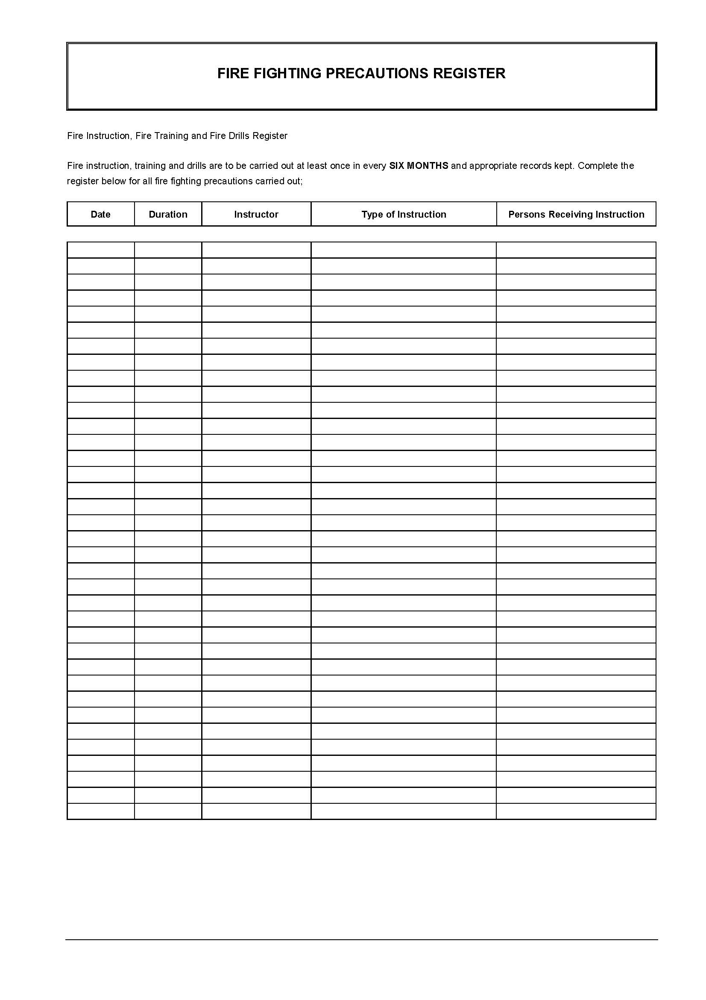 FIRE FIGHTING PRECAUTIONS REGISTER
Fire Instruction, Fire Training and Fire Drills Register
Fire instruction, training and drills are to be carried out at least once in every SIX MONTHS and appropriate records kept. Complete the
register below for all fire fighting precautions carried out;
Date Duration Instructor Type of Instruction Persons Receiving Instruction